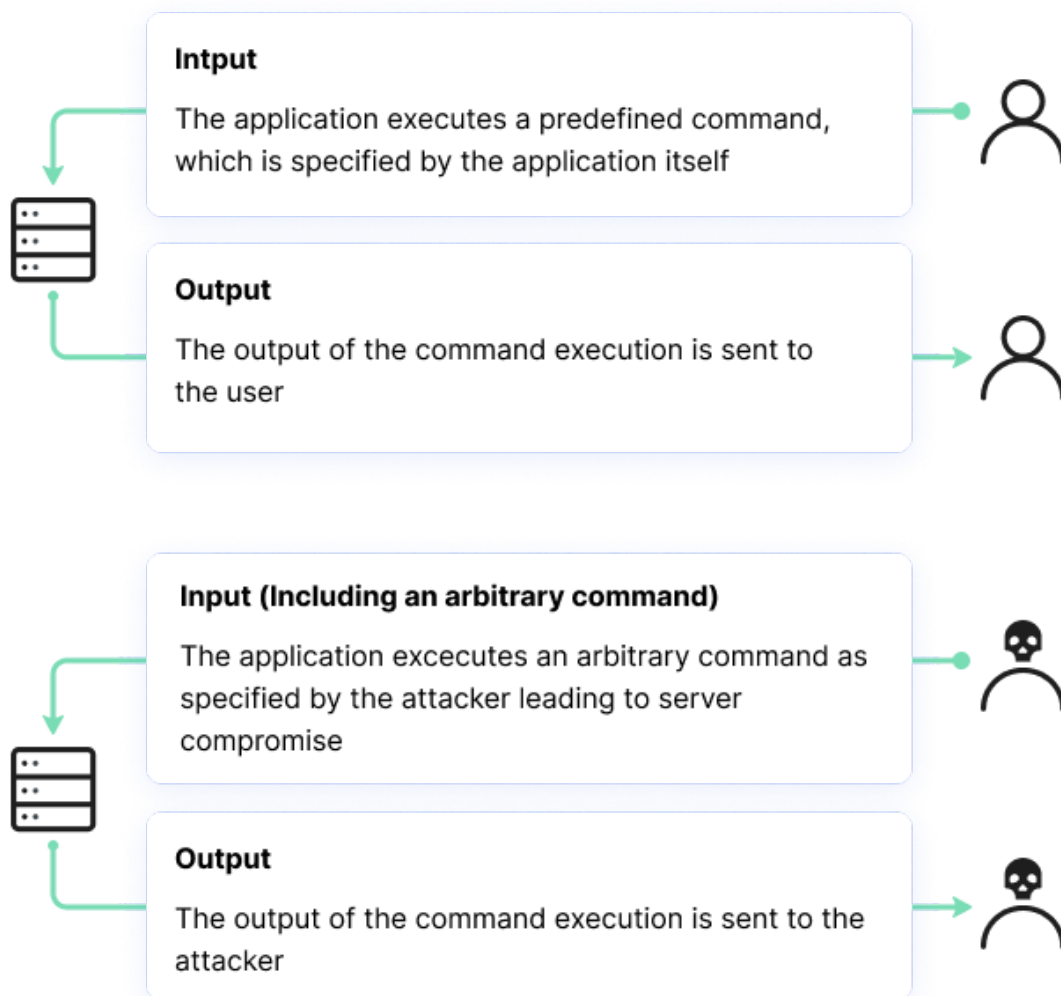 Intput
The application executes a predefined command,
which is specified by the application itself
Output
The output of the command execution is sent to
the user
Input (Including an arbitrary command)
The application excecutes an arbitrary command as
specified by the attacker leading to server
compromise
Output
The output of the command execution is sent to the
attacker